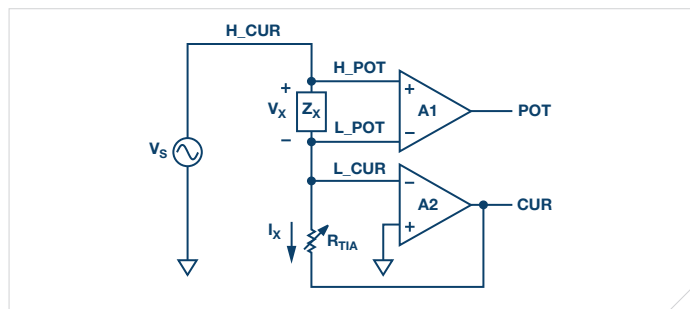 H_CUR
H_POT
+
V_X Z_X
A1
POT
L_POT
−
+
−
V_S
L_CUR
−
A2
CUR
+
I_X
R_TIA